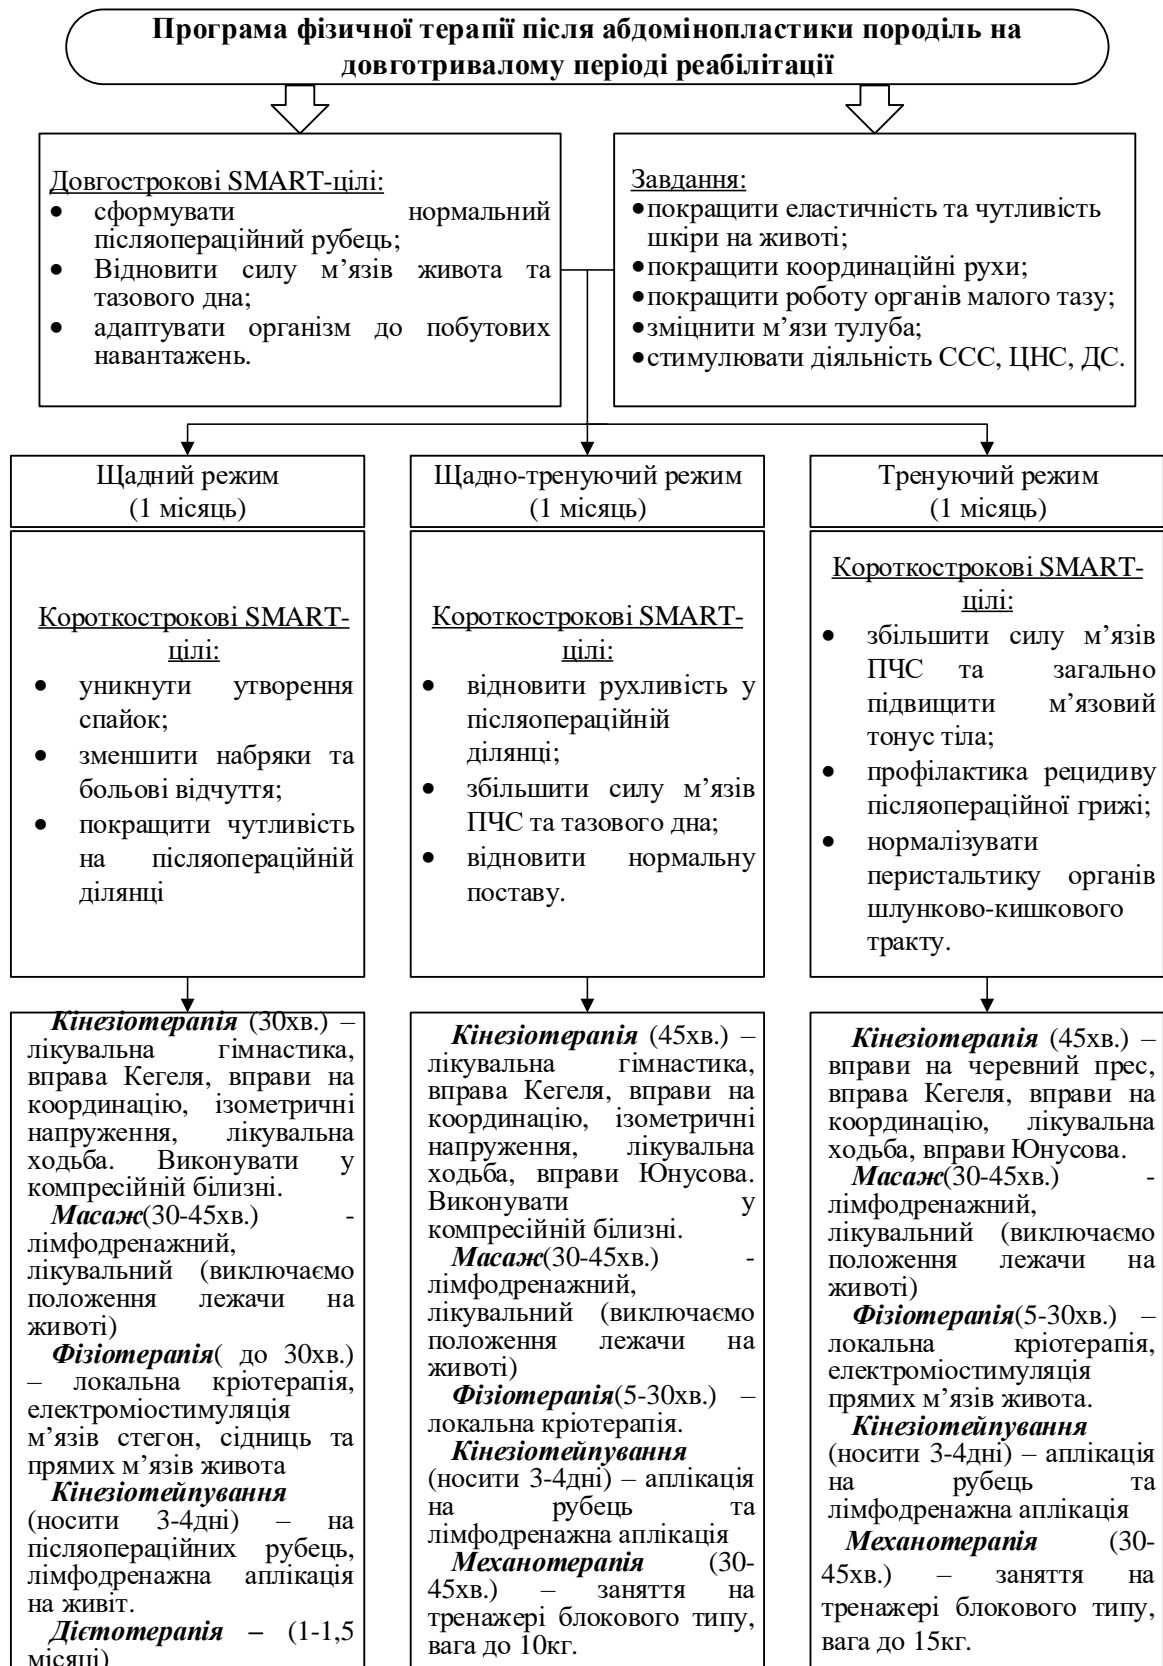 Програма фізичної терапії після абдомінопластики породіль на
довготривалому періоді реабілітації
Довгострокові SMART-цілі:
• сформувати нормальний
післяопераційний рубець;
• Відновити силу м’язів живота та
тазового дна;
• адаптувати організм до побутових
навантажень.
Завдання:
•покращити еластичність та чутливість
шкіри на животі;
•покращити координаційні рухи;
•покращити роботу органів малого тазу;
•зміцнити м’язи тулуба;
•стимулювати діяльність ССС, ЦНС, ДС.
Щадний режим
(1 місяць)
Короткострокові SMART-
цілі:
• уникнути утворення
спайок;
• зменшити набряки та
больові відчуття;
• покращити чутливість
на післяопераційній
ділянці
Кінезіотерапія (30хв.) –
лікувальна гімнастика,
вправа Кегеля, вправи на
координацію, ізометричні
напруження, лікувальна
ходьба. Виконувати у
компресійній білизні.
Масаж(30-45хв.) -
лімфодренажний,
лікувальний (виключаємо
положення лежачи на
животі)
Фізіотерапія( до 30хв.)
– локальна кріотерапія,
електроміостимуляція
м’язів стегон, сідниць та
прямих м’язів живота
Кінезіотейпування
(носити 3-4дні) – на
післяопераційних рубець,
лімфодренажна аплікація
на живіт.
Дієтотерапія – (1-1,5
місяці)
Щадно-тренуючий режим
(1 місяць)
Короткострокові SMART-
цілі:
• відновити рухливість у
післяопераційній
ділянці;
• збільшити силу м’язів
ПЧС та тазового дна;
• відновити нормальну
поставу.
Кінезіотерапія (45хв.) –
лікувальна гімнастика,
вправа Кегеля, вправи на
координацію, ізометричні
напруження, лікувальна
ходьба, вправи Юнусова.
Виконувати у
компресійній білизні.
Масаж(30-45хв.) -
лімфодренажний,
лікувальний (виключаємо
положення лежачи на
животі)
Фізіотерапія(5-30хв.) –
локальна кріотерапія.
Кінезіотейпування
(носити 3-4дні) – аплікація
на рубець та
лімфодренажна аплікація
Механотерапія (30-
45хв.) – заняття на
тренажері блокового типу,
вага до 10кг.
Тренуючий режим
(1 місяць)
Короткострокові SMART-
цілі:
• збільшити силу м’язів
ПЧС та загально
підвищити м’язовий
тонус тіла;
• профілактика рецидиву
післяопераційної грижі;
• нормалізувати
перистальтику органів
шлунково-кишкового
тракту.
Кінезіотерапія (45хв.) –
вправи на черевний прес,
вправа Кегеля, вправи на
координацію, лікувальна
ходьба, вправи Юнусова.
Масаж(30-45хв.) -
лімфодренажний,
лікувальний (виключаємо
положення лежачи на
животі)
Фізіотерапія(5-30хв.) –
локальна кріотерапія,
електроміостимуляція
прямих м’язів живота.
Кінезіотейпування
(носити 3-4дні) – аплікація
на рубець та
лімфодренажна аплікація
Механотерапія (30-
45хв.) – заняття на
тренажері блокового типу,
вага до 15кг.